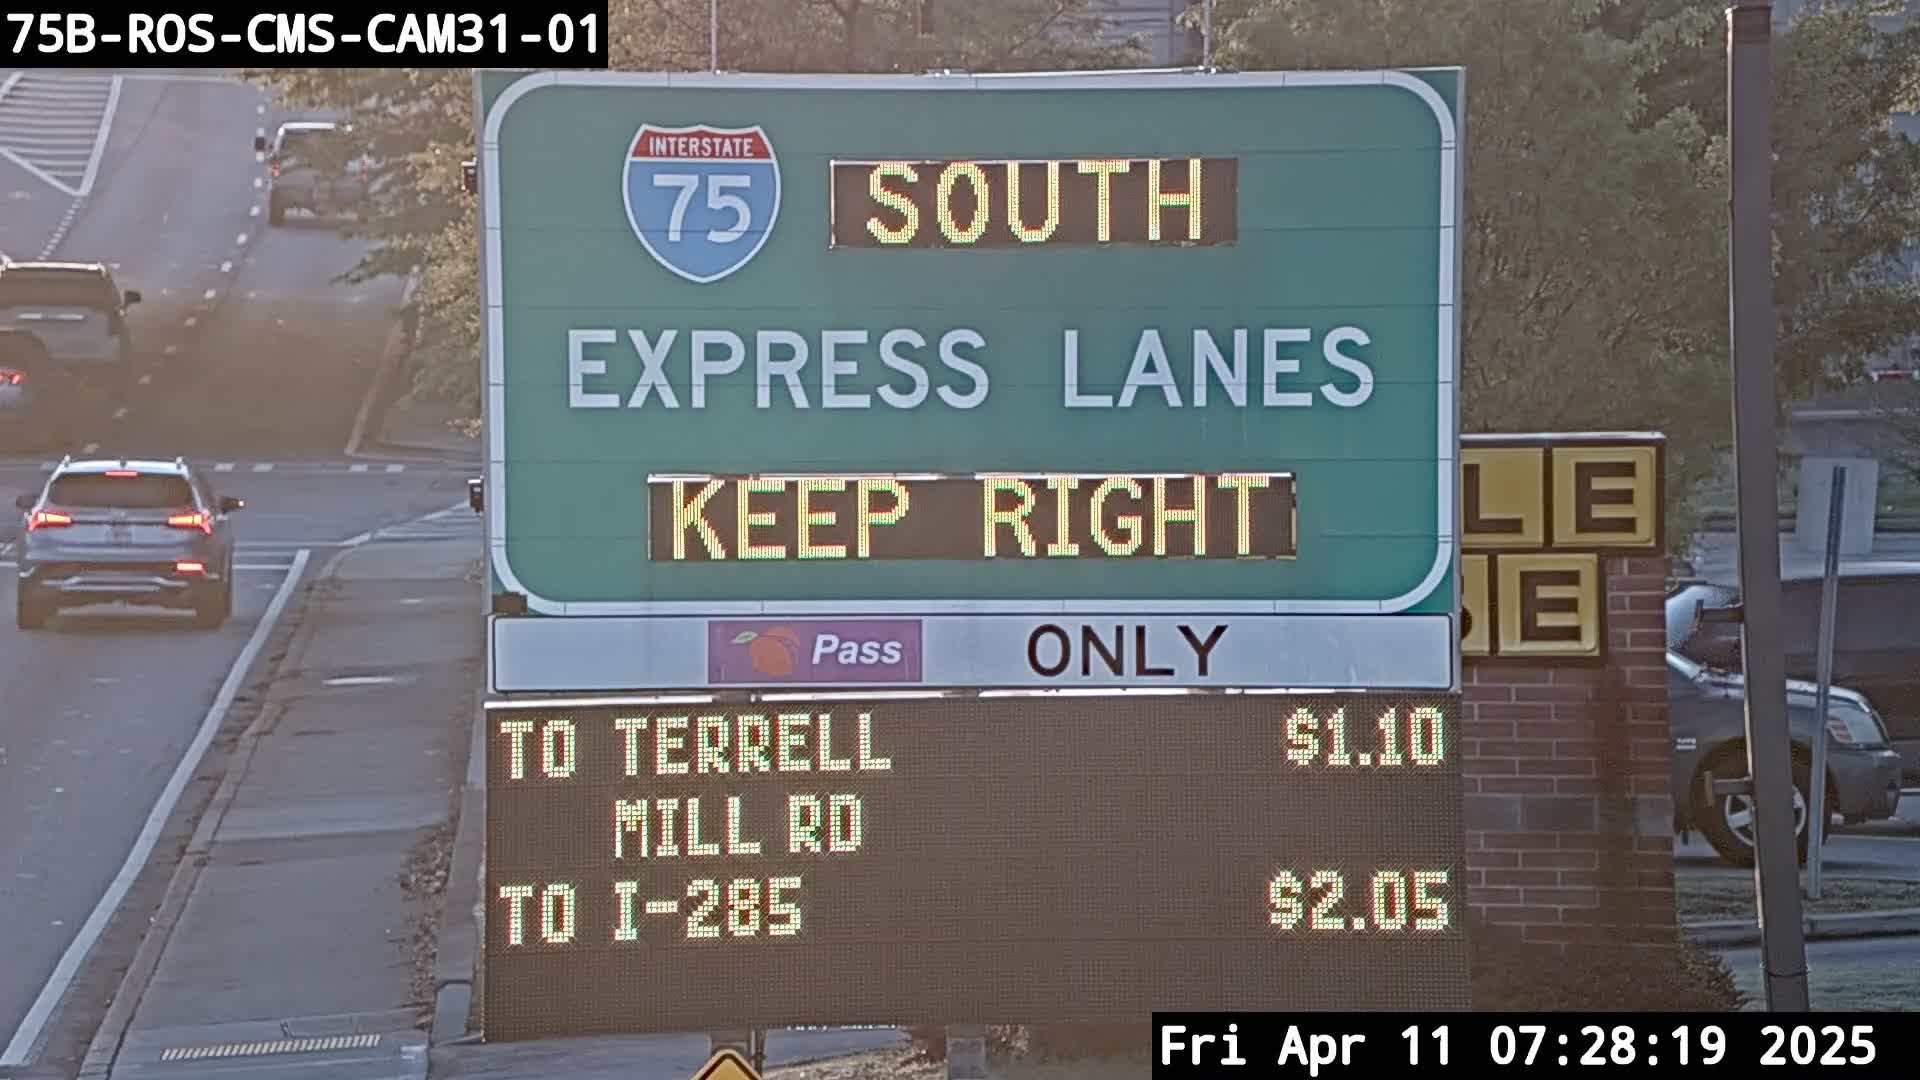 75B-ROS-CMS-CAM31-01
INTERSTATE
75
SOUTH
EXPRESS LANES
KEEP RIGHT
Pass ONLY
TO TERRELL $1.10
MILL RD
TO I-285 $2.05
LE
E
Fri Apr 11 07:28:19 2025